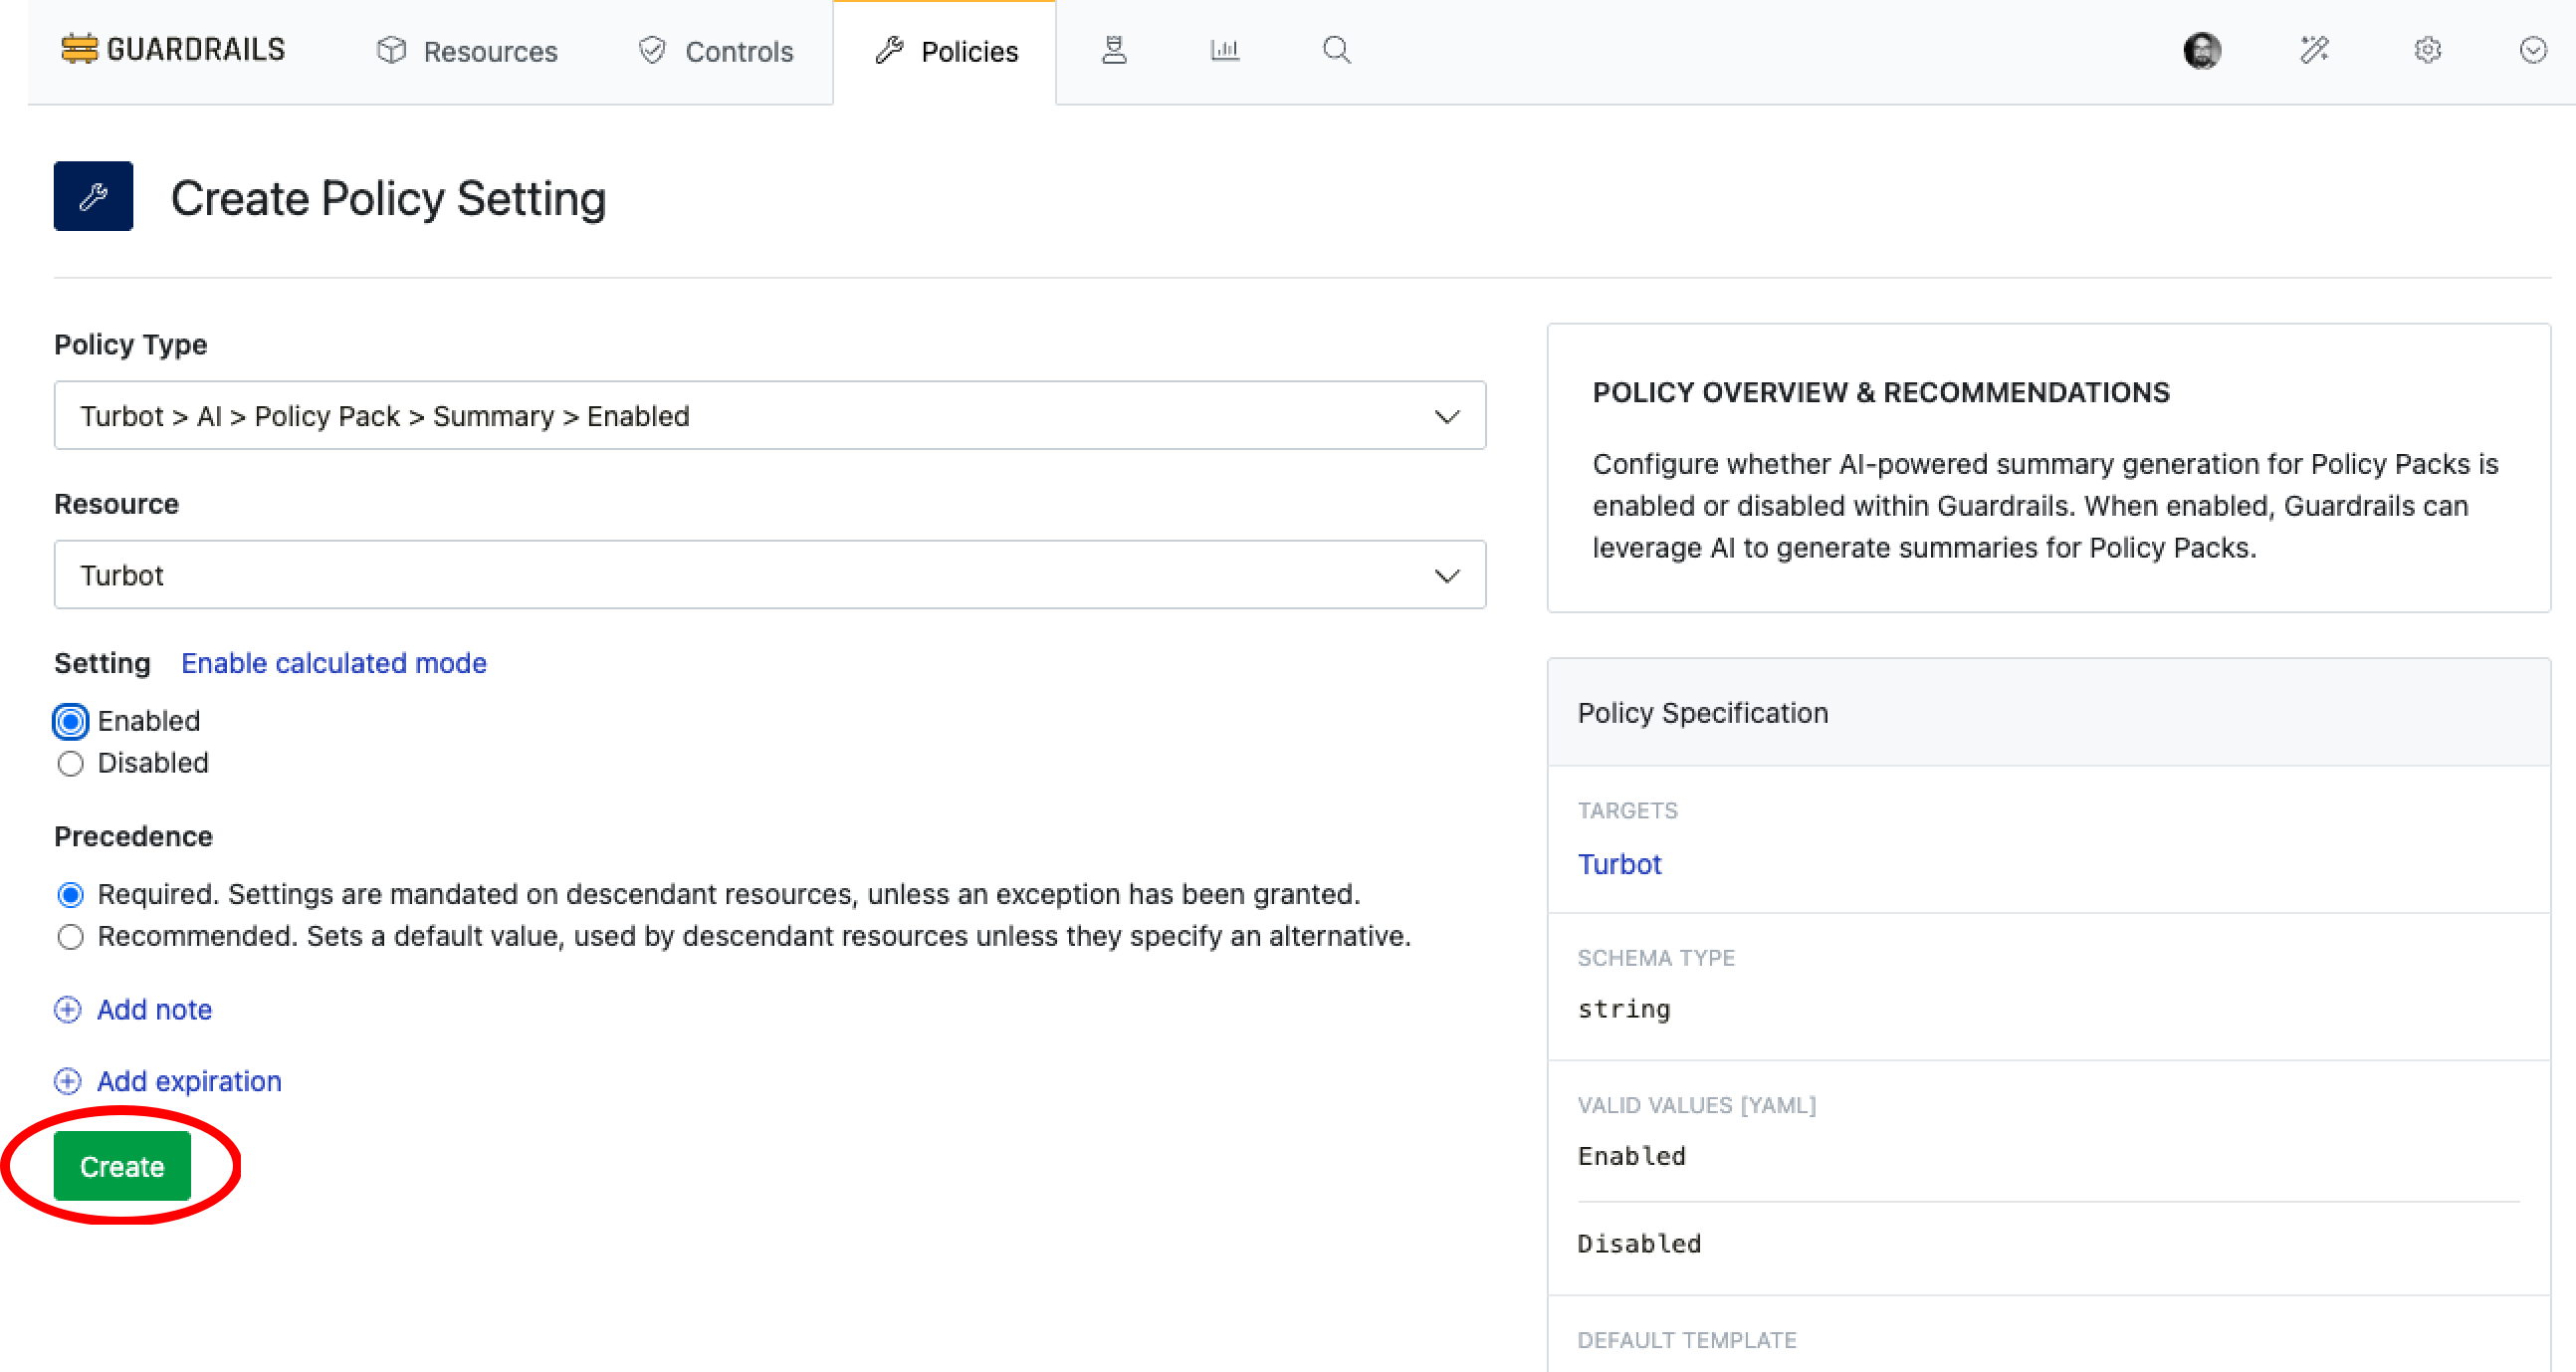 GUARDRAILS
Resources
Controls
Policies
Create Policy Setting
Policy Type
Turbot > AI > Policy Pack > Summary > Enabled
Resource
Turbot
Setting Enable calculated mode
Enabled
Disabled
Precedence
Required. Settings are mandated on descendant resources, unless an exception has been granted.
Recommended. Sets a default value, used by descendant resources unless they specify an alternative.
Add note
Add expiration
Create
POLICY OVERVIEW & RECOMMENDATIONS
Configure whether AI-powered summary generation for Policy Packs is
enabled or disabled within Guardrails. When enabled, Guardrails can
leverage AI to generate summaries for Policy Packs.
Policy Specification
TARGETS
Turbot
SCHEMA TYPE
string
VALID VALUES [YAML]
Enabled
Disabled
DEFAULT TEMPLATE